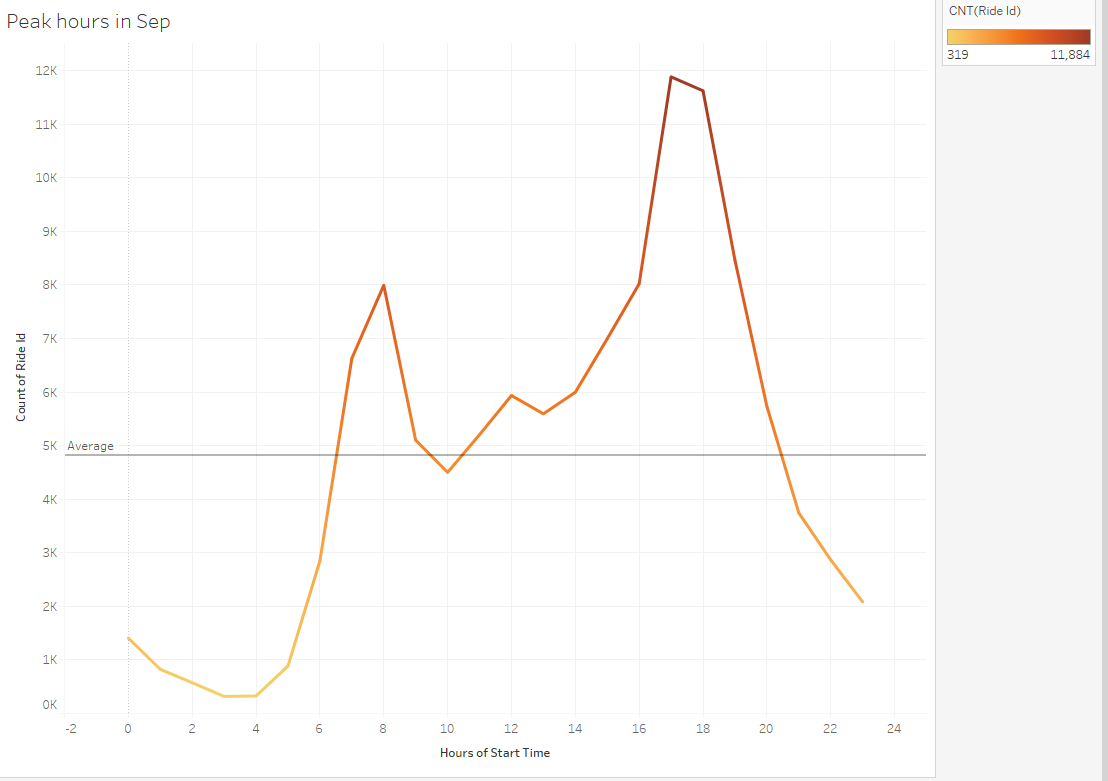 Peak hours in Sep
CNT(Ride Id)
319 11,884
12K
11K
10K
9K
8K
7K
6K
5K
4K
3K
2K
1K
0K
Average
Count of Ride Id
-2 0 2 4 6 8 10 12 14 16 18 20 22 24
Hours of Start Time